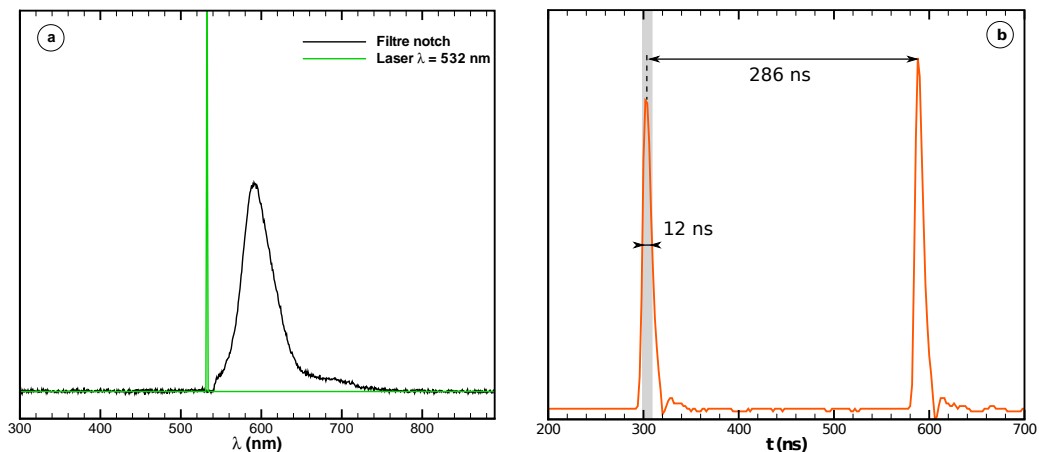 a
Filtre notch
Laser λ = 532 nm
300 400 500 600 700 800
λ (nm)
b
286 ns
12 ns
200 300 400 500 600 700
t (ns)